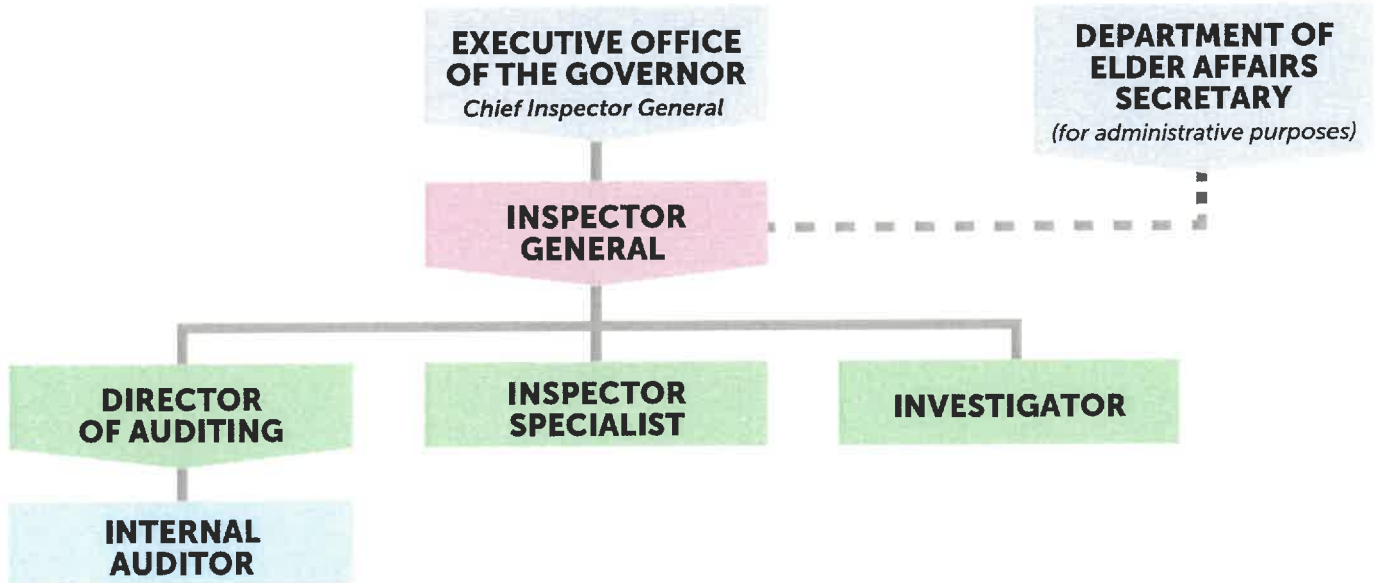 EXECUTIVE OFFICE
OF THE GOVERNOR
Chief Inspector General
DEPARTMENT OF
ELDER AFFAIRS
SECRETARY
(for administrative purposes)
INSPECTOR
GENERAL
DIRECTOR
OF AUDITING
INSPECTOR
SPECIALIST
INVESTIGATOR
INTERNAL
AUDITOR